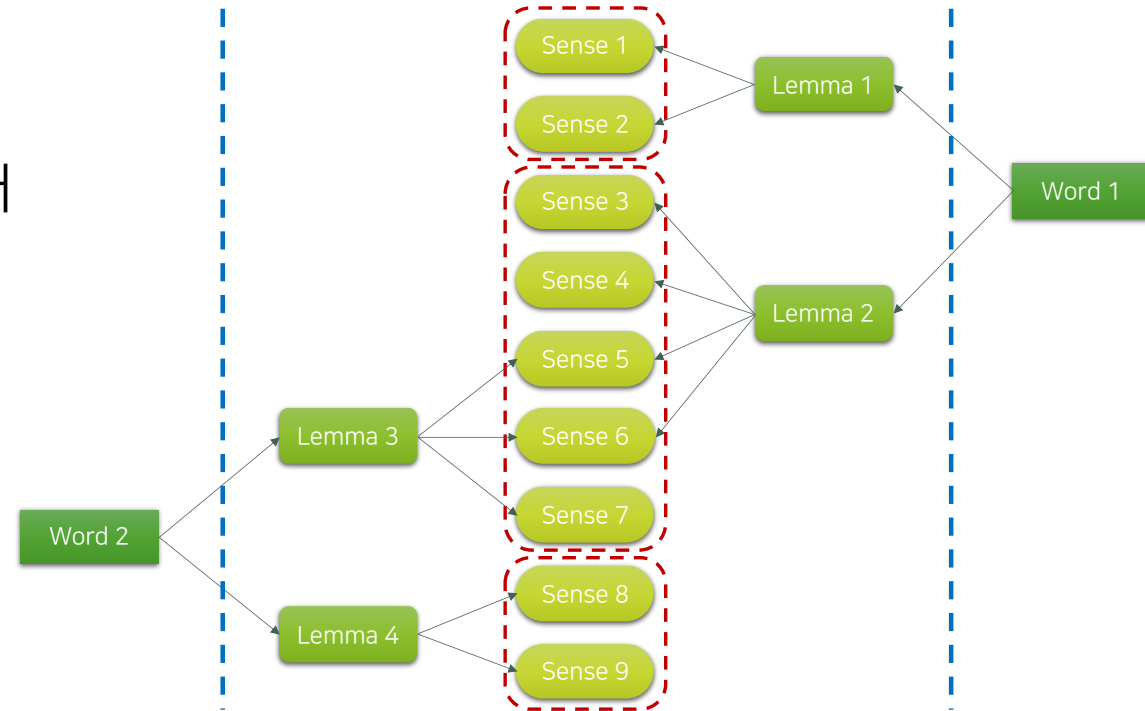 Sense 1
Lemma 1
Sense 2
Word 1
Sense 3
Sense 4
Lemma 2
Sense 5
Lemma 3
Sense 6
Sense 7
Word 2
Sense 8
Lemma 4
Sense 9